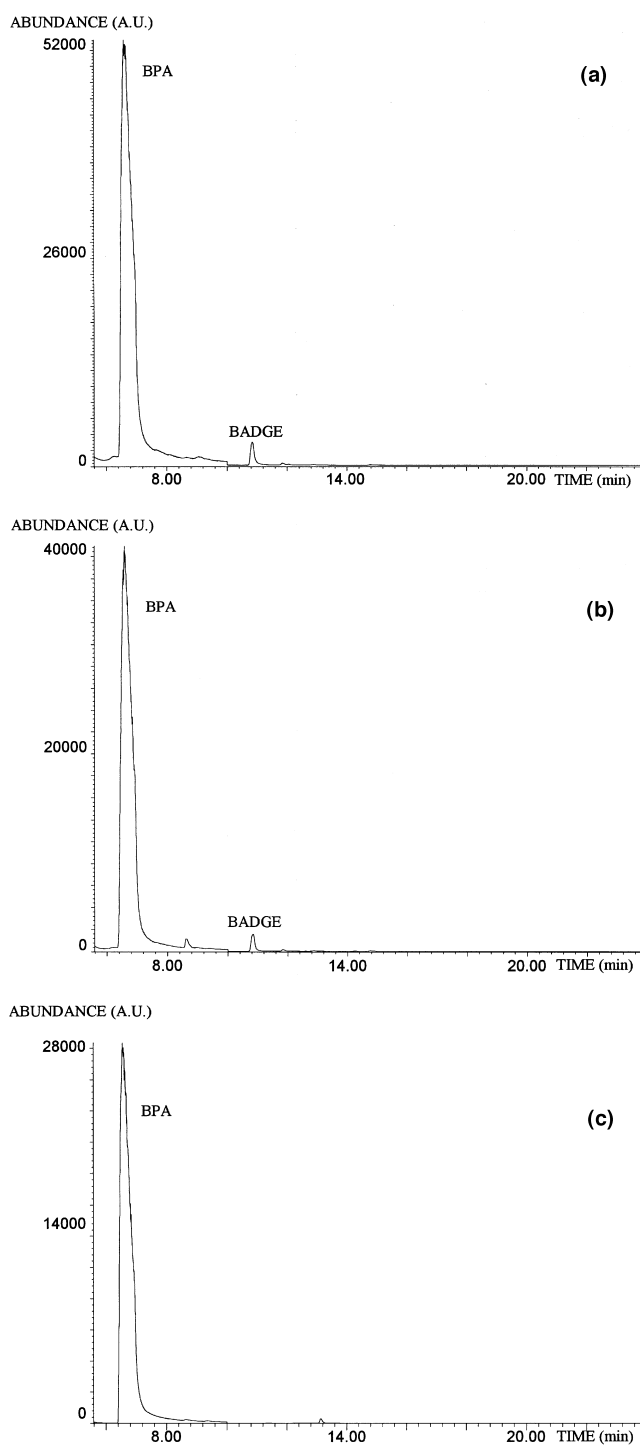 ABUNDANCE (A.U.)
52000
BPA
(a)
26000
BADGE
0
8.00 14.00 20.00 TIME (min)
ABUNDANCE (A.U.)
40000
BPA
(b)
20000
BADGE
0
8.00 14.00 20.00 TIME (min)
ABUNDANCE (A.U.)
28000
BPA
(c)
14000
0
8.00 14.00 20.00 TIME (min)